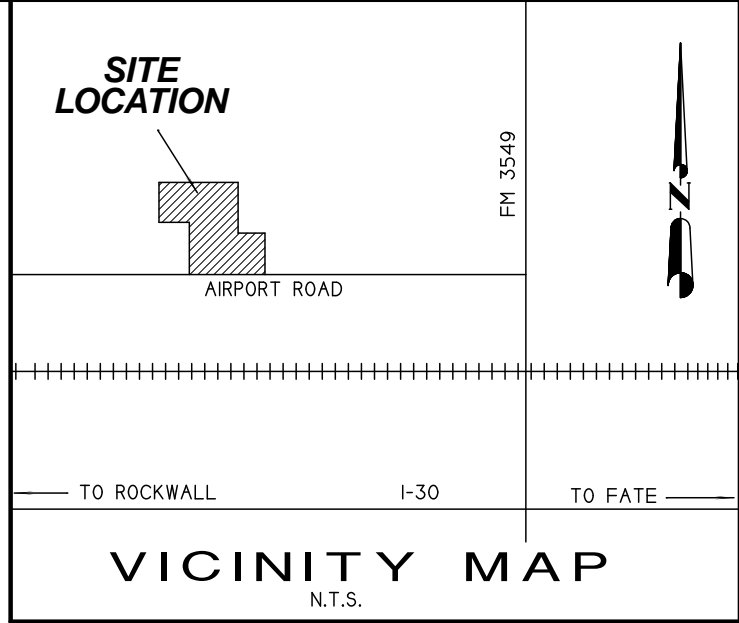 SITE
LOCATION
FM 3549
N
AIRPORT ROAD
TO ROCKWALL
I-30
TO FATE
VICINITY MAP
N.T.S.